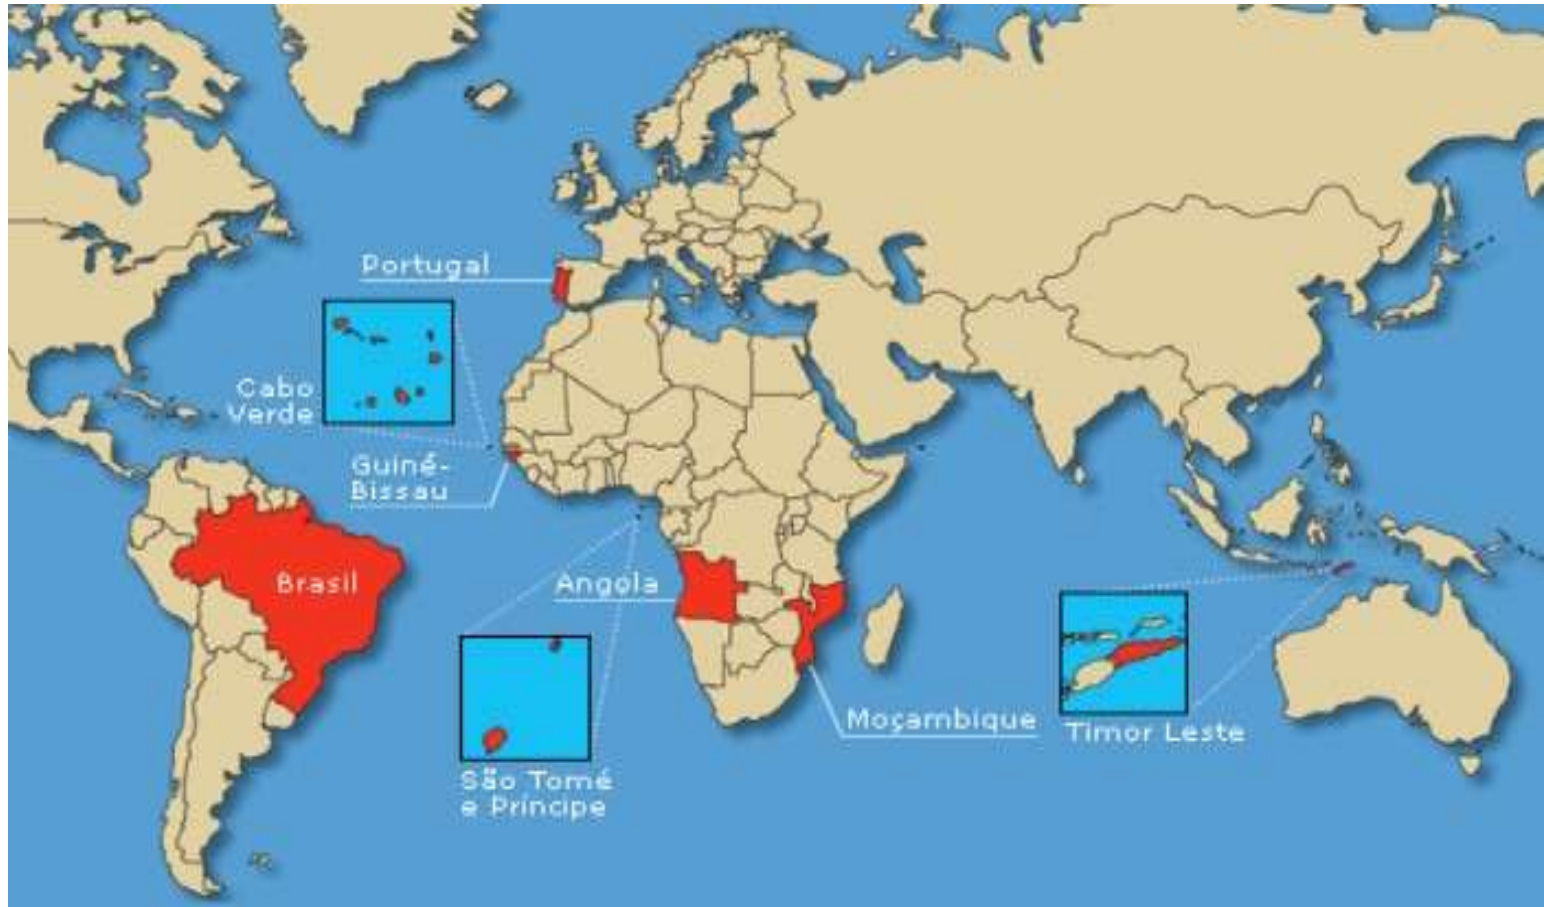 Portugal
Cabo
Verde
Guiné-
Bissau
Brasil
Angola
Moçambique
Timor Leste
São Tomé
e Príncipe